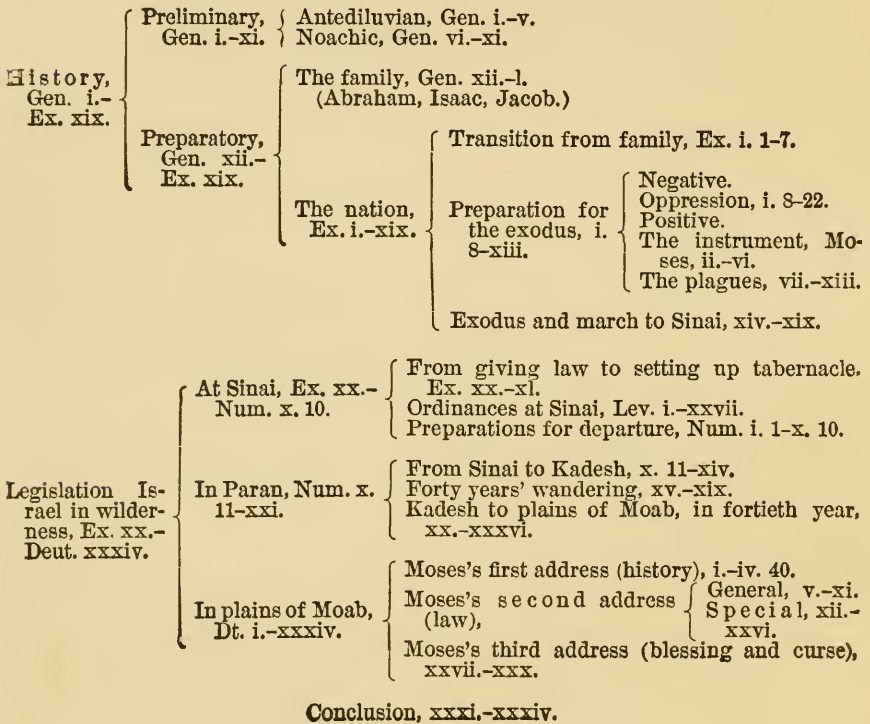 History,
Gen. i.-
Ex. xix.
Preliminary,
Gen. i.-xi.
Antediluvian, Gen. i.-v.
Noachic, Gen. vi.-xi.
Preparatory,
Gen. xii.-
Ex. xix.
The family, Gen. xii.-l.
(Abraham, Isaac, Jacob.)
The nation,
Ex. i.-xix.
Transition from family, Ex. i. 1-7.
Preparation for
the exodus, i.
8-xiii.
Negative.
Oppression, i. 8-22.
Positive.
The instrument, Mo-
ses, ii.-vi.
The plagues, vii.-xiii.
Exodus and march to Sinai, xiv.-xix.
Legislation Is-
rael in wilder-
ness, Ex. xx.-
Deut. xxxiv.
At Sinai, Ex. xx.-
Num. x. 10.
From giving law to setting up tabernacle.
Ex. xx.-xl.
Ordinances at Sinai, Lev. i.-xxvii.
Preparations for departure, Num. i. 1-x. 10.
In Paran, Num. x.
11-xxi.
From Sinai to Kadesh, x. 11-xiv.
Forty years' wandering, xv.-xix.
Kadesh to plains of Moab, in fortieth year,
xx.-xxxvi.
In plains of Moab,
Dt. i.-xxxiv.
Moses's first address (history), i.-iv. 40.
Moses's second address
(law),
General, v.-xi.
Special, xii.-
xxvi.
Moses's third address (blessing and curse),
xxvii.-xxx.
Conclusion, xxxi.-xxxiv.